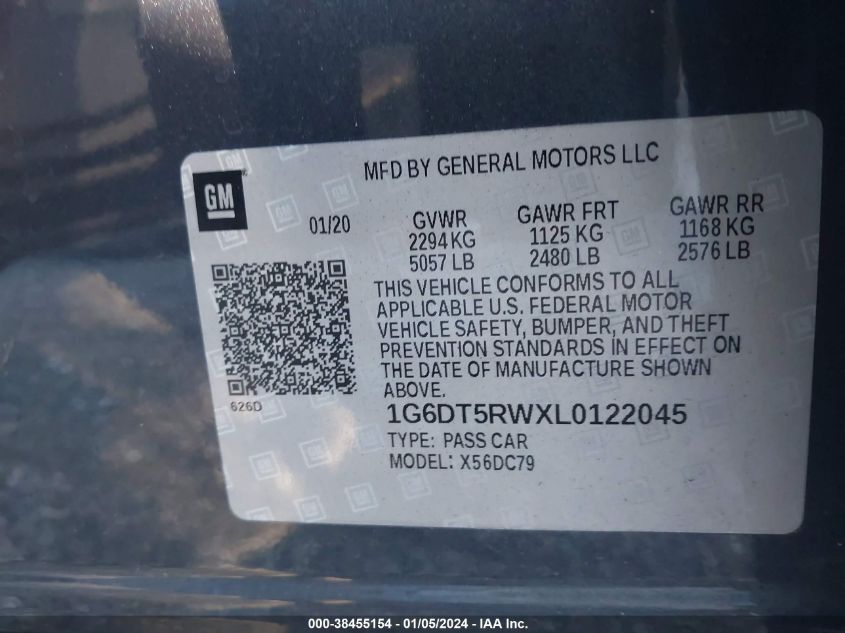 MFD BY GENERAL MOTORS LLC
GM
01/20
GVWR GAWR FRT GAWR RR
2294 KG 1125 KG 1168 KG
5057 LB 2480 LB 2576 LB
THIS VEHICLE CONFORMS TO ALL
APPLICABLE U.S. FEDERAL MOTOR
VEHICLE SAFETY, BUMPER, AND THEFT
PREVENTION STANDARDS IN EFFECT ON
THE DATE OF MANUFACTURE SHOWN
ABOVE.
626D
1G6DT5RWXL0122045
TYPE: PASS CAR
MODEL: X56DC79
000-38455154 - 01/05/2024 - IAA Inc.